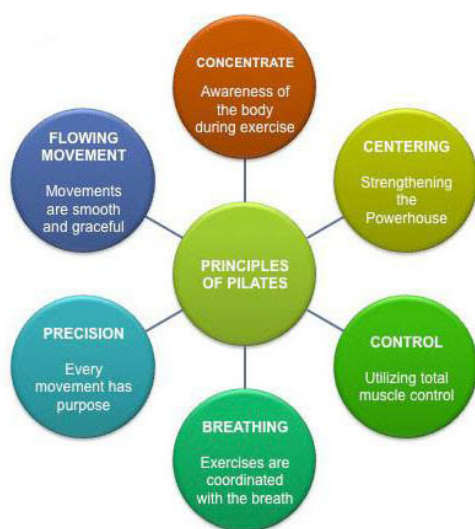 CONCENTRATE
Awareness of
the body
during exercise
FLOWING
MOVEMENT
Movements
are smooth
and graceful
CENTERING
Strengthening
the
Powerhouse
PRINCIPLES
OF PILATES
PRECISION
Every
movement has
purpose
CONTROL
Utilizing total
muscle control
BREATHING
Exercises are
coordinated
with the breath